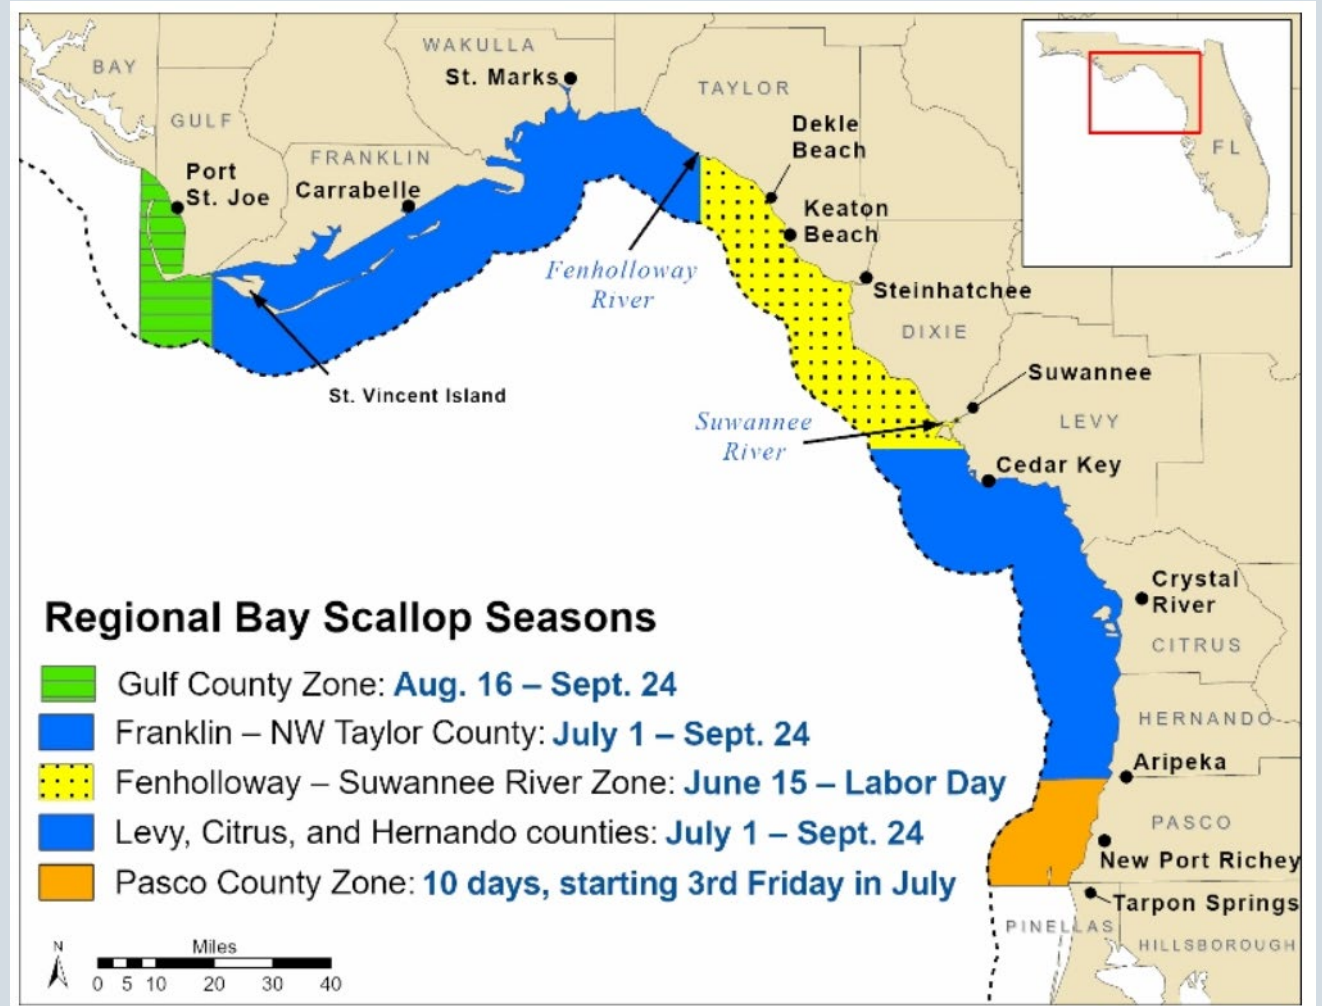 WAKULLA
BAY
St. Marks
TAYLOR
GULF
Dekle
Beach
FL
FRANKLIN
Port
St. Joe
Carrabelle
Keaton
Beach
Fenholloway
River
Steinhatchee
DIXIE
St. Vincent Island
Suwannee
Suwannee
River
LEVY
Cedar Key
Crystal
River
CITRUS
HERNANDO
Aripeka
PASCO
New Port Richey
Tarpon Springs
PINELLAS
HILLSBOROUGH
Regional Bay Scallop Seasons
Gulf County Zone: Aug. 16 – Sept. 24
Franklin – NW Taylor County: July 1 – Sept. 24
Fenholloway – Suwannee River Zone: June 15 – Labor Day
Levy, Citrus, and Hernando counties: July 1 – Sept. 24
Pasco County Zone: 10 days, starting 3rd Friday in July
N
Miles
0 5 10 20 30 40